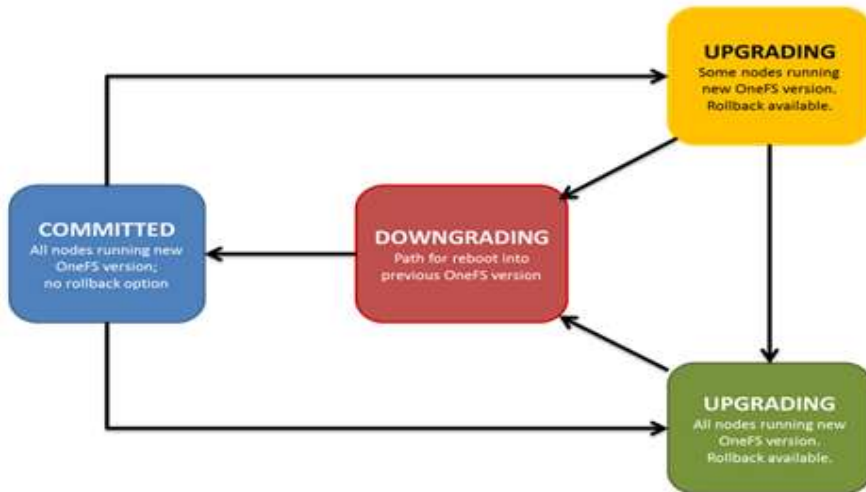 UPGRADING
Some nodes running
new OneFS version.
Rollback available.
COMMITTED
All nodes running new
OneFS version;
no rollback option
DOWNGRADING
Path for reboot into
previous OneFS version
UPGRADING
All nodes running new
OneFS version.
Rollback available.